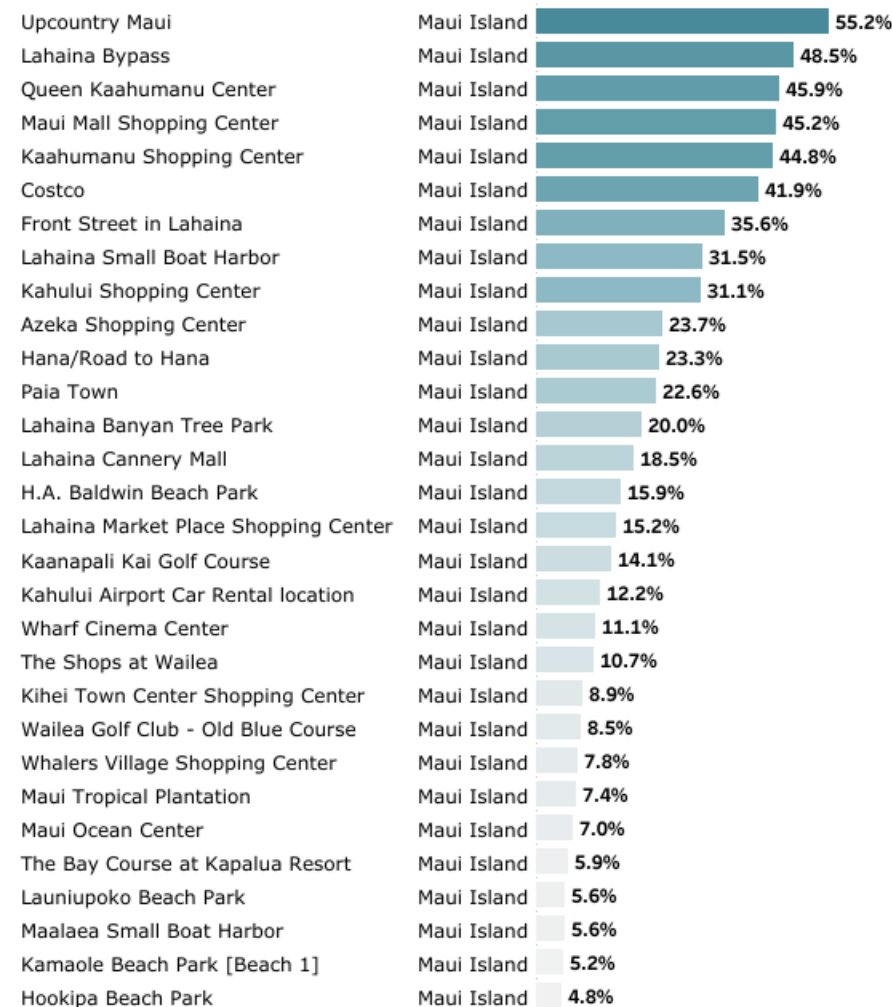 Upcountry Maui Maui Island 55.2%
Lahaina Bypass Maui Island 48.5%
Queen Kaahumanu Center Maui Island 45.9%
Maui Mall Shopping Center Maui Island 45.2%
Kaahumanu Shopping Center Maui Island 44.8%
Costco Maui Island 41.9%
Front Street in Lahaina Maui Island 35.6%
Lahaina Small Boat Harbor Maui Island 31.5%
Kahului Shopping Center Maui Island 31.1%
Azeka Shopping Center Maui Island 23.7%
Hana/Road to Hana Maui Island 23.3%
Paia Town Maui Island 22.6%
Lahaina Banyan Tree Park Maui Island 20.0%
Lahaina Cannery Mall Maui Island 18.5%
H.A. Baldwin Beach Park Maui Island 15.9%
Lahaina Market Place Shopping Center Maui Island 15.2%
Kaanapali Kai Golf Course Maui Island 14.1%
Kahului Airport Car Rental location Maui Island 12.2%
Wharf Cinema Center Maui Island 11.1%
The Shops at Wailea Maui Island 10.7%
Kihei Town Center Shopping Center Maui Island 8.9%
Wailea Golf Club - Old Blue Course Maui Island 8.5%
Whalers Village Shopping Center Maui Island 7.8%
Maui Tropical Plantation Maui Island 7.4%
Maui Ocean Center Maui Island 7.0%
The Bay Course at Kapalua Resort Maui Island 5.9%
Launiupoko Beach Park Maui Island 5.6%
Maalaea Small Boat Harbor Maui Island 5.6%
Kamaole Beach Park [Beach 1] Maui Island 5.2%
Hookipa Beach Park Maui Island 4.8%